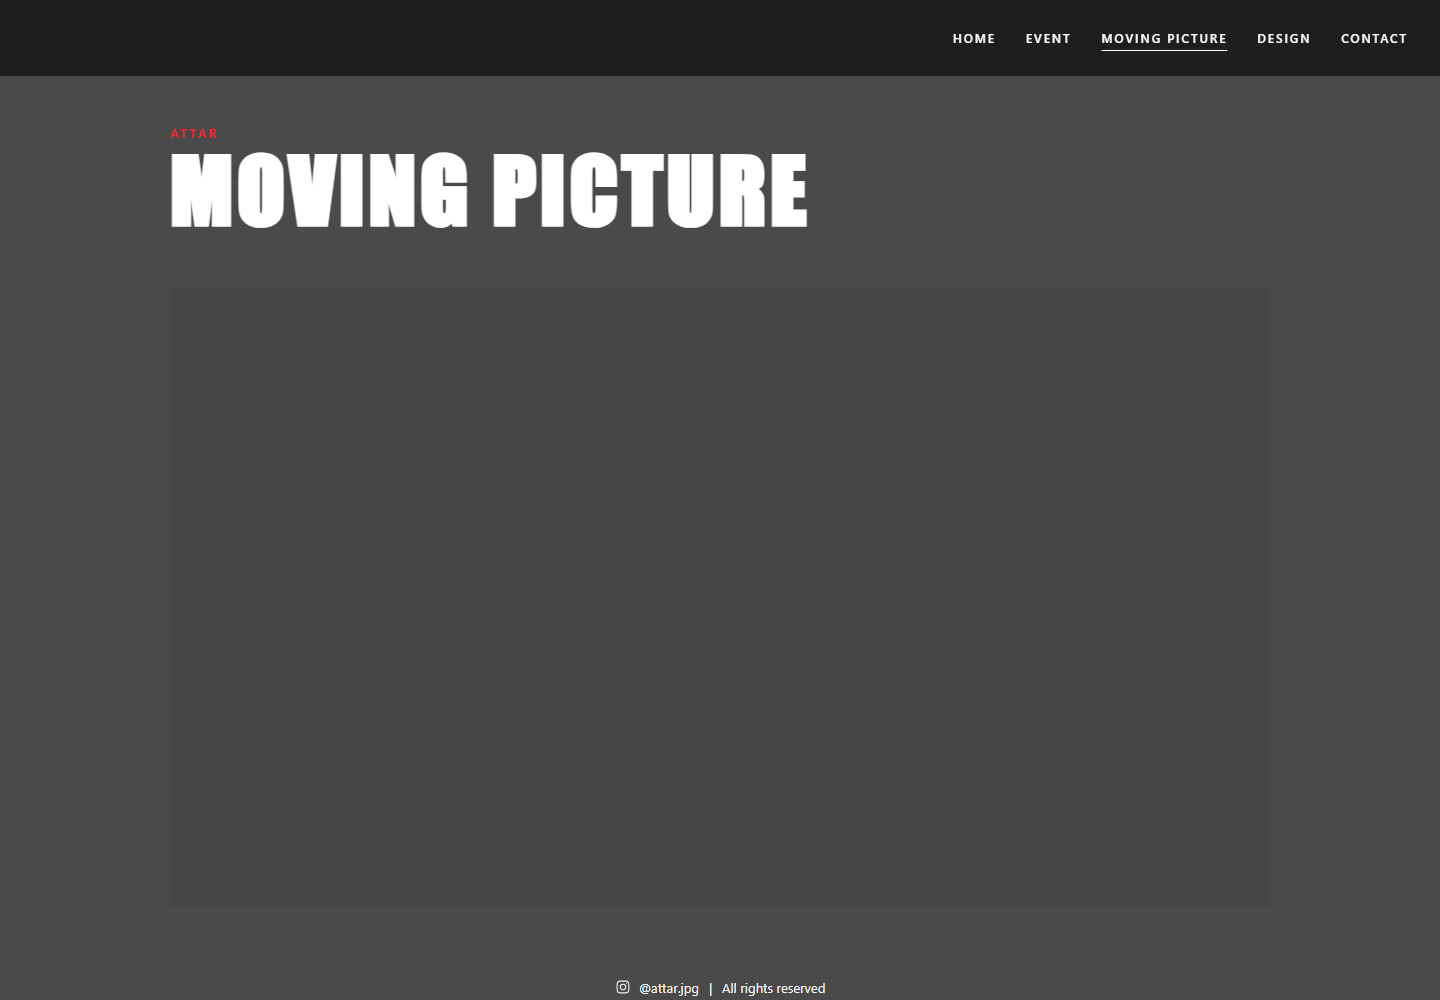 HOME EVENT MOVING PICTURE DESIGN CONTACT
ATTAR
MOVING PICTURE
@attar.jpg | All rights reserved